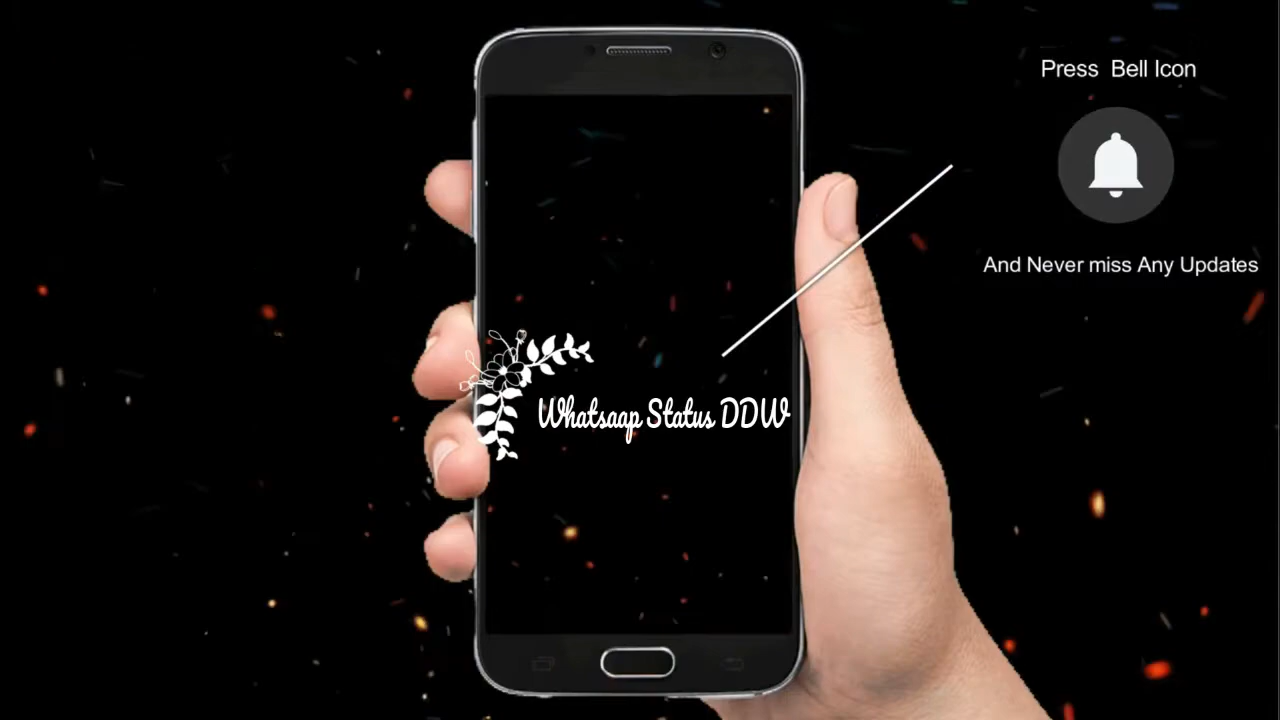 Press Bell Icon
And Never miss Any Updates
Whatsaap Status DDW